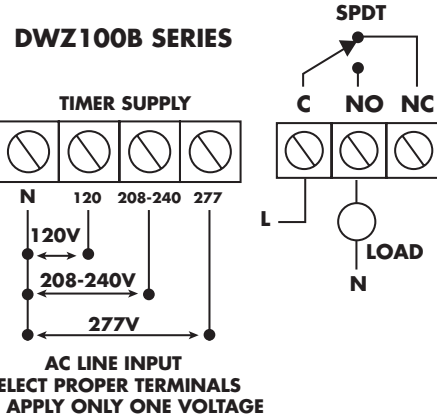 DWZ100B SERIES
SPDT
TIMER SUPPLY
C NO NC
N 120 208-240 277
L
120V
LOAD
208-240V
N
277V
AC LINE INPUT
ELECT PROPER TERMINALS
APPLY ONLY ONE VOLTAGE